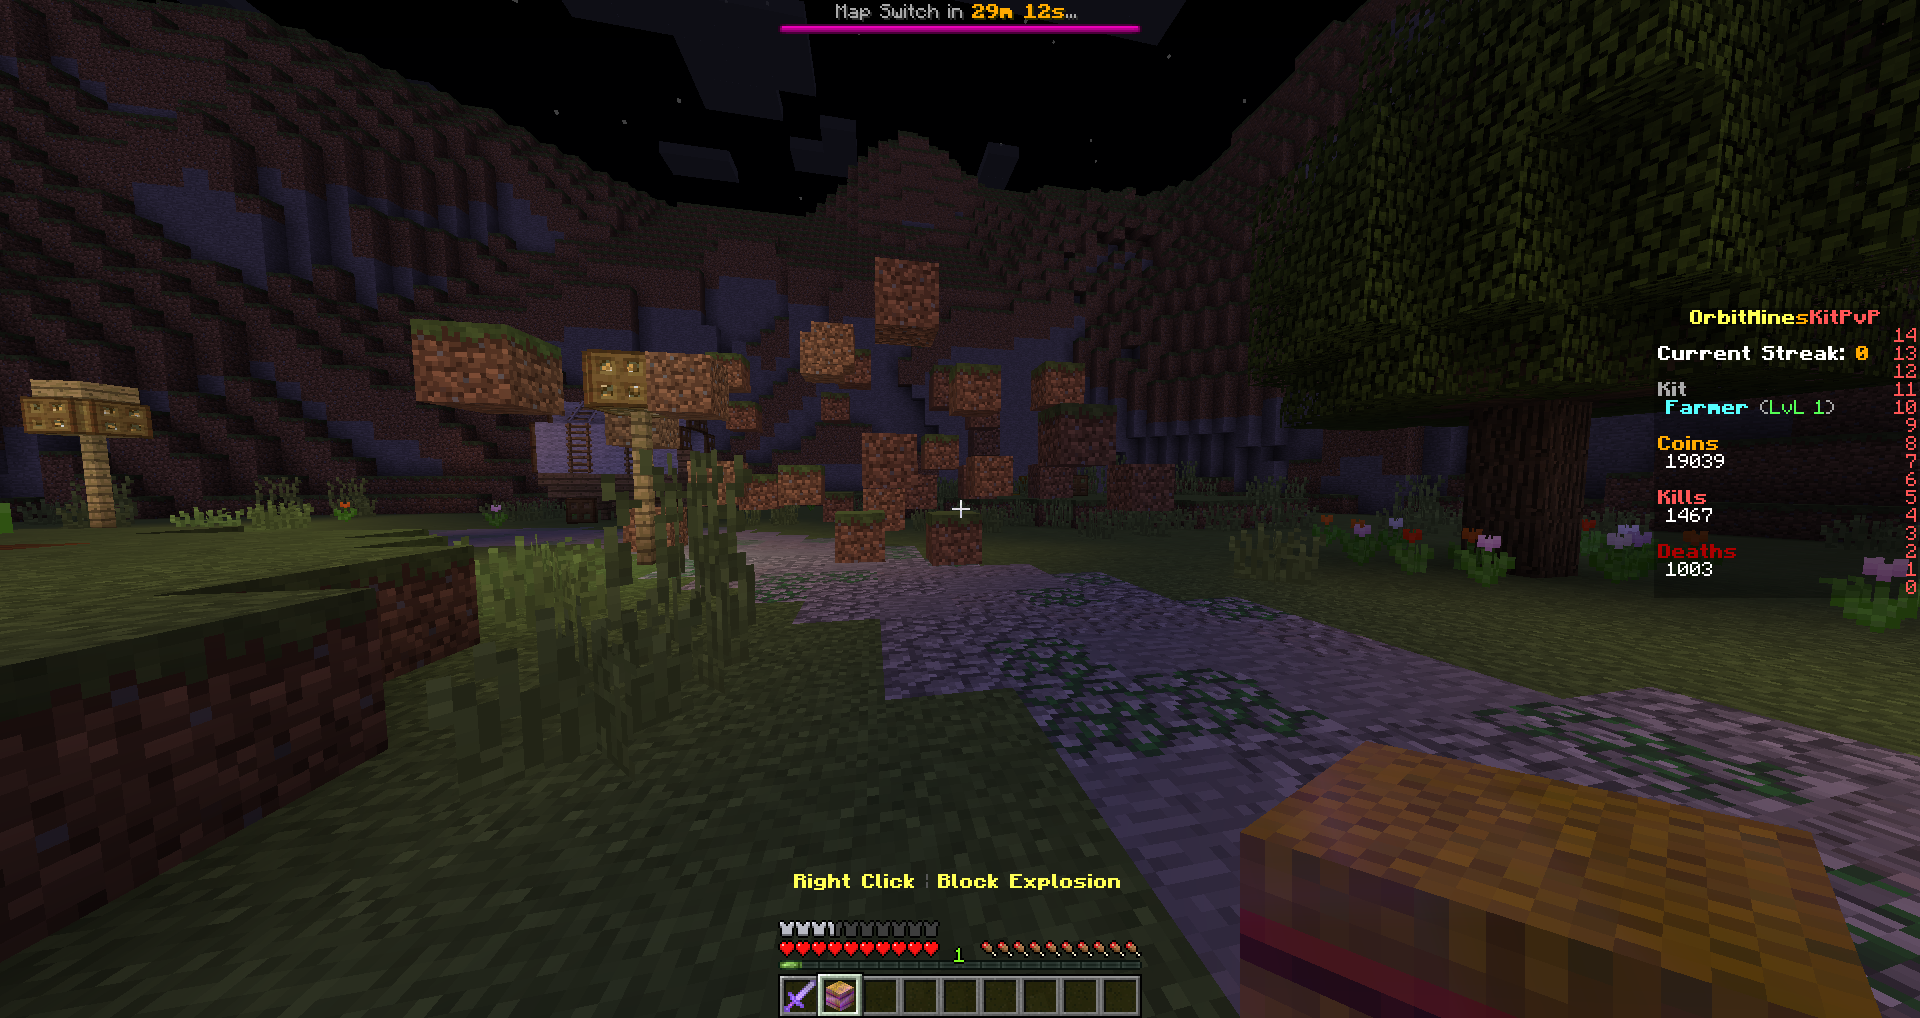 Map Switch in 29m 12s...
OrbitMinesKitPvP
14
Current Streak: 0 13
12
Kit 11
Farmer (LvL 1) 10
9
Coins 8
19039 7
6
Kills 5
1467 4
3
Deaths 2
1003 1
0
Right Click | Block Explosion
1